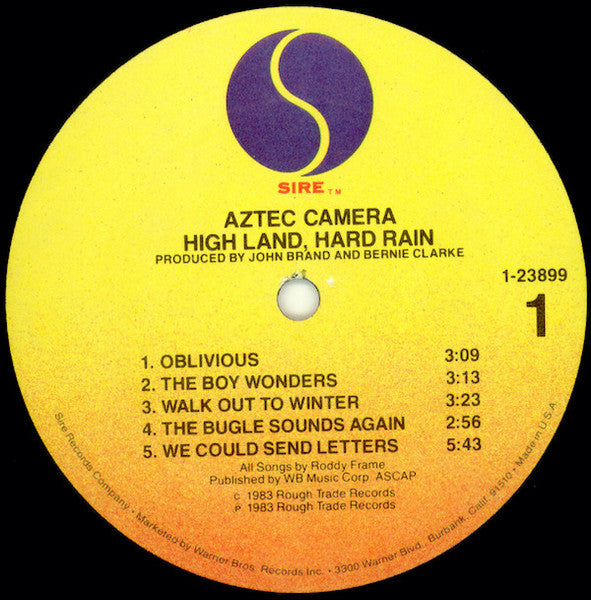 SIRE TM
AZTEC CAMERA
HIGH LAND, HARD RAIN
PRODUCED BY JOHN BRAND AND BERNIE CLARKE
1-23899
1
1. OBLIVIOUS 3:09
2. THE BOY WONDERS 3:13
3. WALK OUT TO WINTER 3:23
4. THE BUGLE SOUNDS AGAIN 2:56
5. WE COULD SEND LETTERS 5:43
All Songs by Roddy Frame
Published by WB Music Corp. ASCAP
C 1983 Rough Trade Records
P 1983 Rough Trade Records
Sire Records Company • Marketed by Warner Bros. Records Inc. • 3300 Warner Blvd., Burbank, Calif. 91510 • Made in U.S.A.